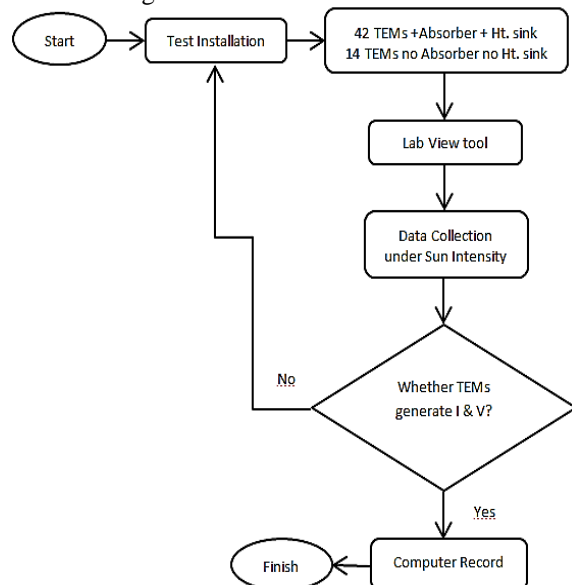 Start
Test Installation
42 TEMs +Absorber + Ht. sink
14 TEMs no Absorber no Ht. sink
Lab View tool
Data Collection
under Sun Intensity
Whether TEMs
generate I & V?
No
Yes
Computer Record
Finish